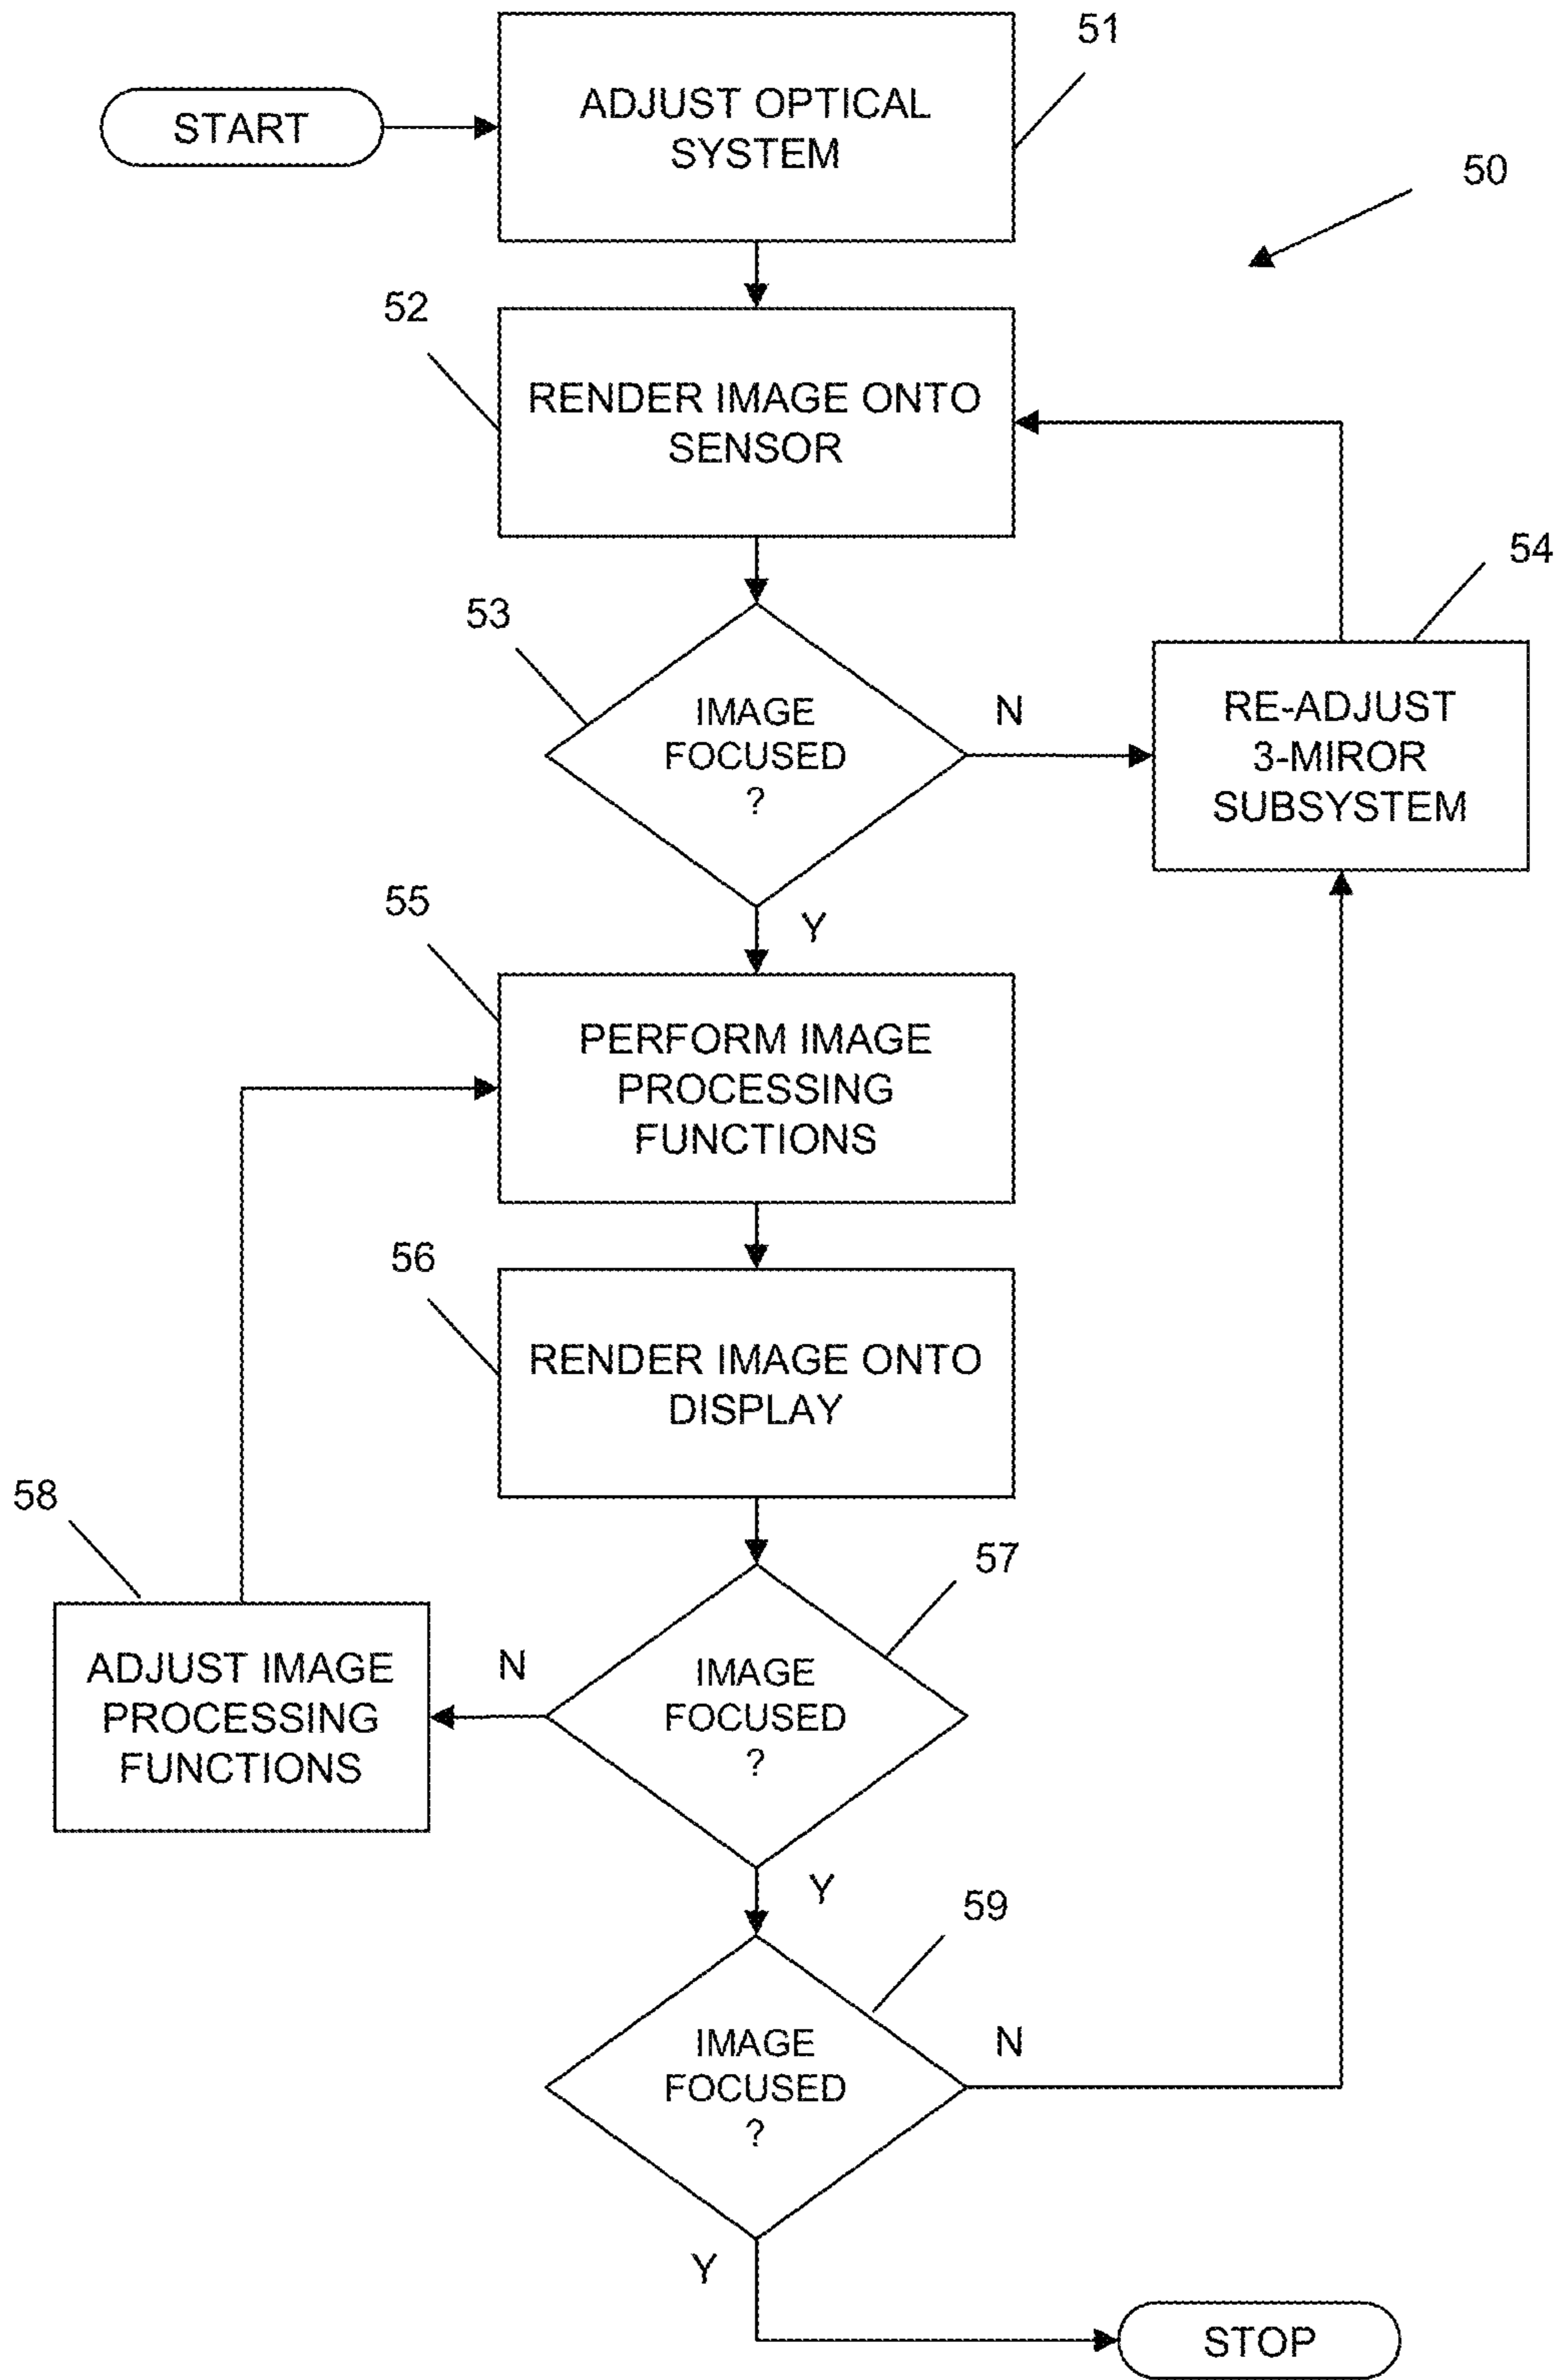 51
START
ADJUST OPTICAL
SYSTEM
50
52
RENDER IMAGE ONTO
SENSOR
54
53
IMAGE
FOCUSED
?
N
RE-ADJUST
3-MIROR
SUBSYSTEM
Y
55
PERFORM IMAGE
PROCESSING
FUNCTIONS
56
RENDER IMAGE ONTO
DISPLAY
58
57
ADJUST IMAGE
PROCESSING
FUNCTIONS
N
IMAGE
FOCUSED
?
Y
59
IMAGE
FOCUSED
?
N
Y
STOP